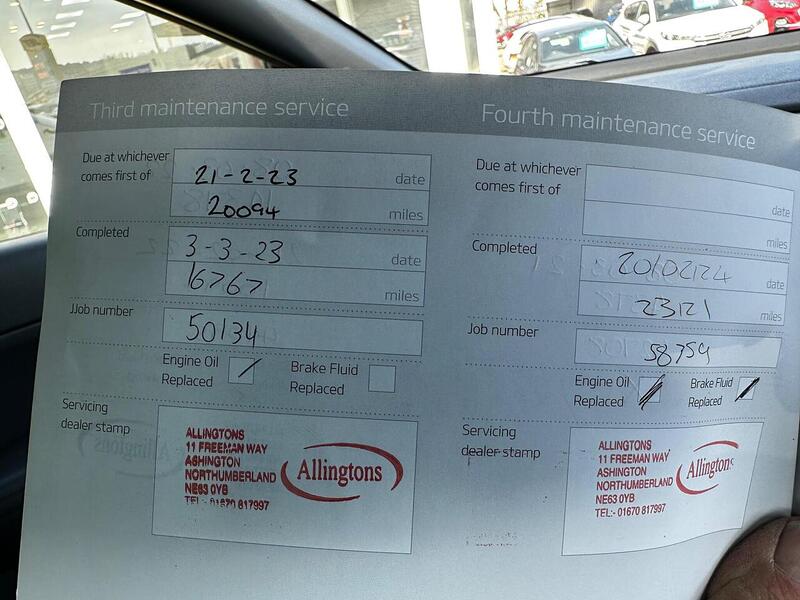 Third maintenance service
Due at whichever
comes first of
21-2-23 date
20094 miles
Completed
3-3-23 date
16767 miles
JJob number
50134
Engine Oil
Replaced
Brake Fluid
Replaced
Servicing
dealer stamp
ALLINGTONS
11 FREEMAN WAY
ASHINGTON
NORTHUMBERLAND
NE63 0YB
TEL:- 01670 817997
Allingtons
Fourth maintenance service
Due at whichever
comes first of
date
miles
Completed
20/02/24 date
23121 miles
Job number
58759
Engine Oil
Replaced
Brake Fluid
Replaced
Servicing
dealer stamp
ALLINGTONS
11 FREEMAN WAY
ASHINGTON
NORTHUMBERLAND
NE63 0YB
TEL:- 01670 817997
Allingtons